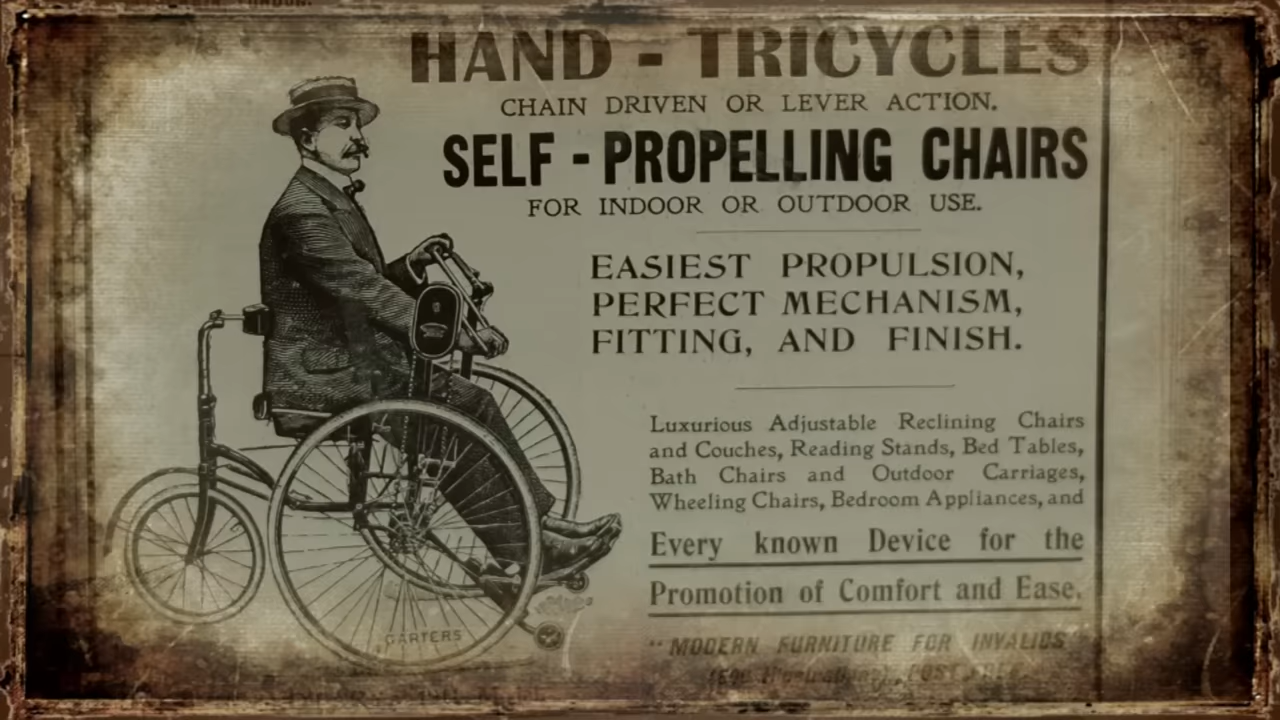 HAND - TRICYCLES
CHAIN DRIVEN OR LEVER ACTION.
SELF - PROPELLING CHAIRS
FOR INDOOR OR OUTDOOR USE.
EASIEST PROPULSION,
PERFECT MECHANISM,
FITTING, AND FINISH.
Luxurious Adjustable Reclining Chairs
and Couches, Reading Stands, Bed Tables,
Bath Chairs and Outdoor Carriages,
Wheeling Chairs, Bedroom Appliances, and
Every known Device for the
Promotion of Comfort and Ease.
"MODERN FURNITURE FOR INVALIDS"
POST
CARTERS